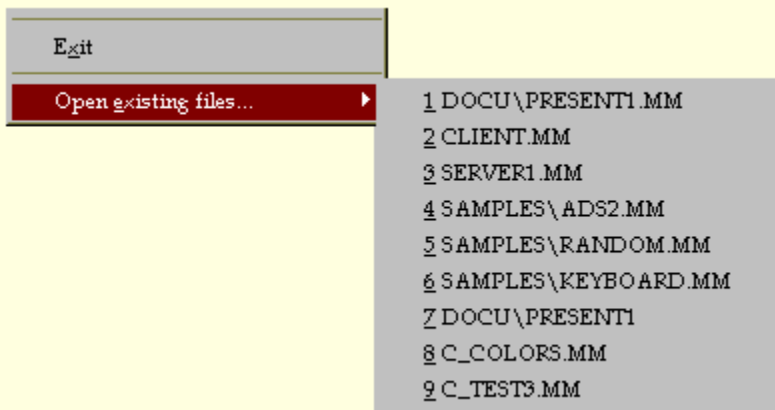 Exit
Open existing files...
1 DOCU\PRESENT1.MM
2 CLIENT.MM
3 SERVER1.MM
4 SAMPLES\ADS2.MM
5 SAMPLES\RANDOM.MM
6 SAMPLES\KEYBOARD.MM
7 DOCU\PRESENT1
8 C_COLORS.MM
9 C_TEST3.MM